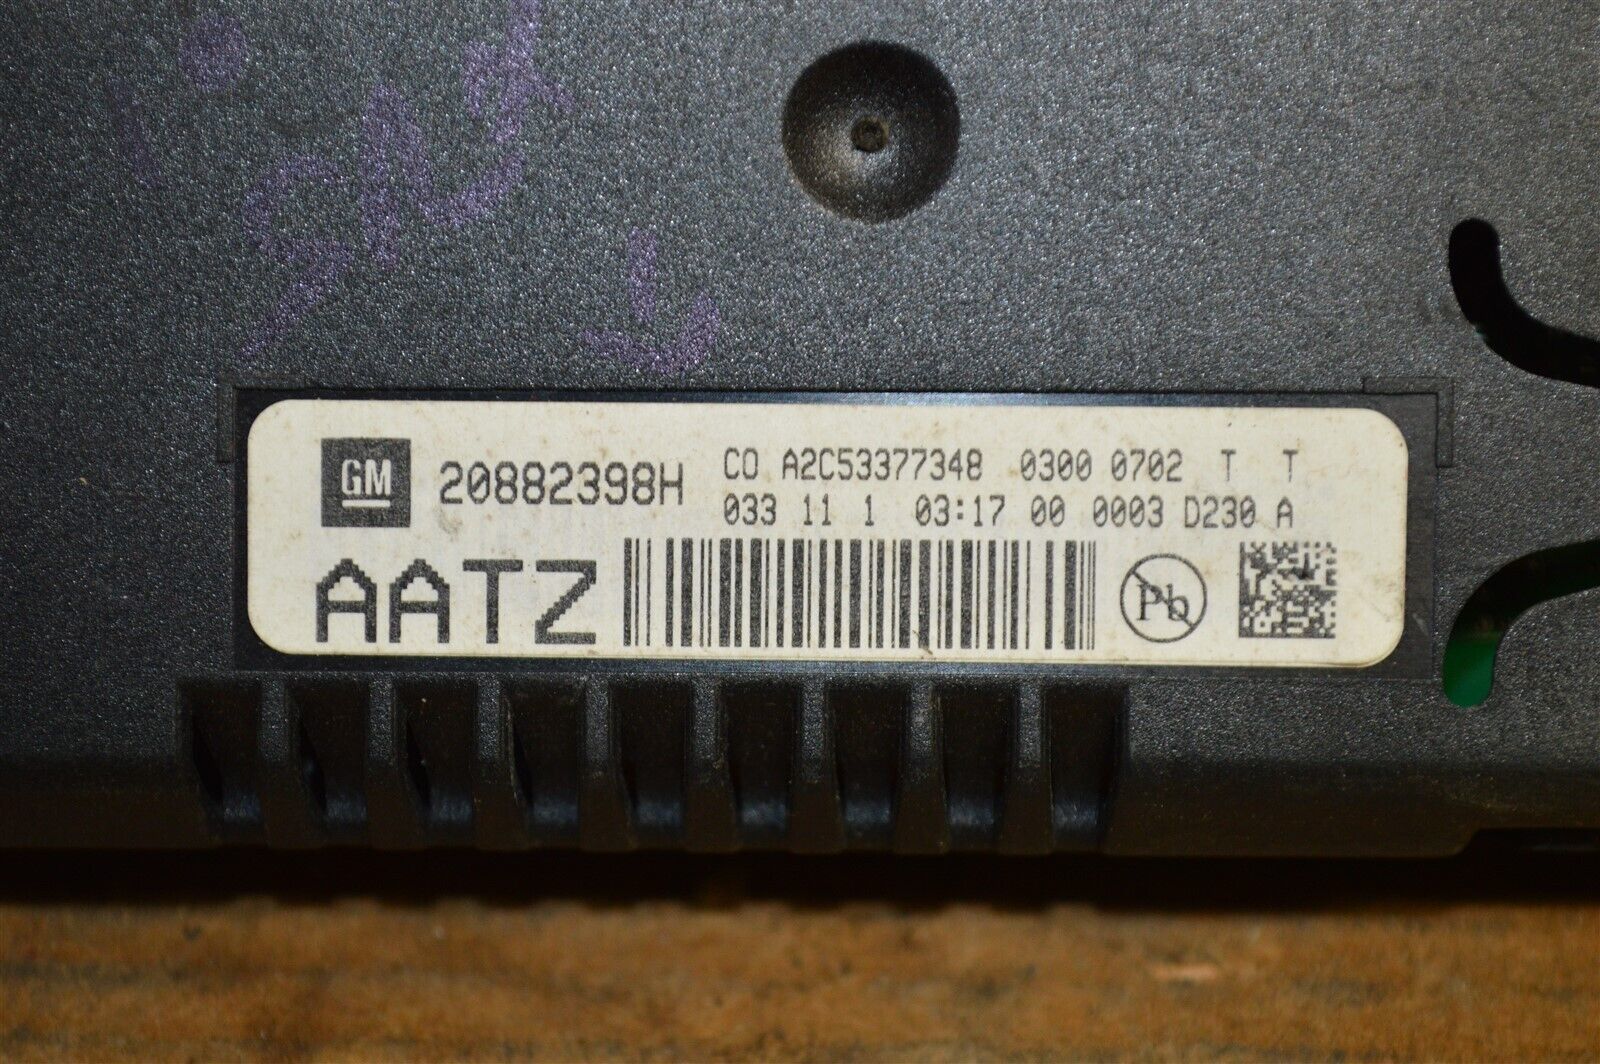 GM
20882398H
CO A2C53377348 0300 0702 T T
033 11 1 03:17 00 0003 D230 A
AATZ
Pb